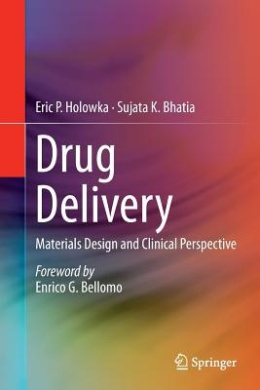 Eric P. Holowka · Sujata K. Bhatia
Drug
Delivery
Materials Design and Clinical Perspective
Foreword by
Enrico G. Bellomo
Springer